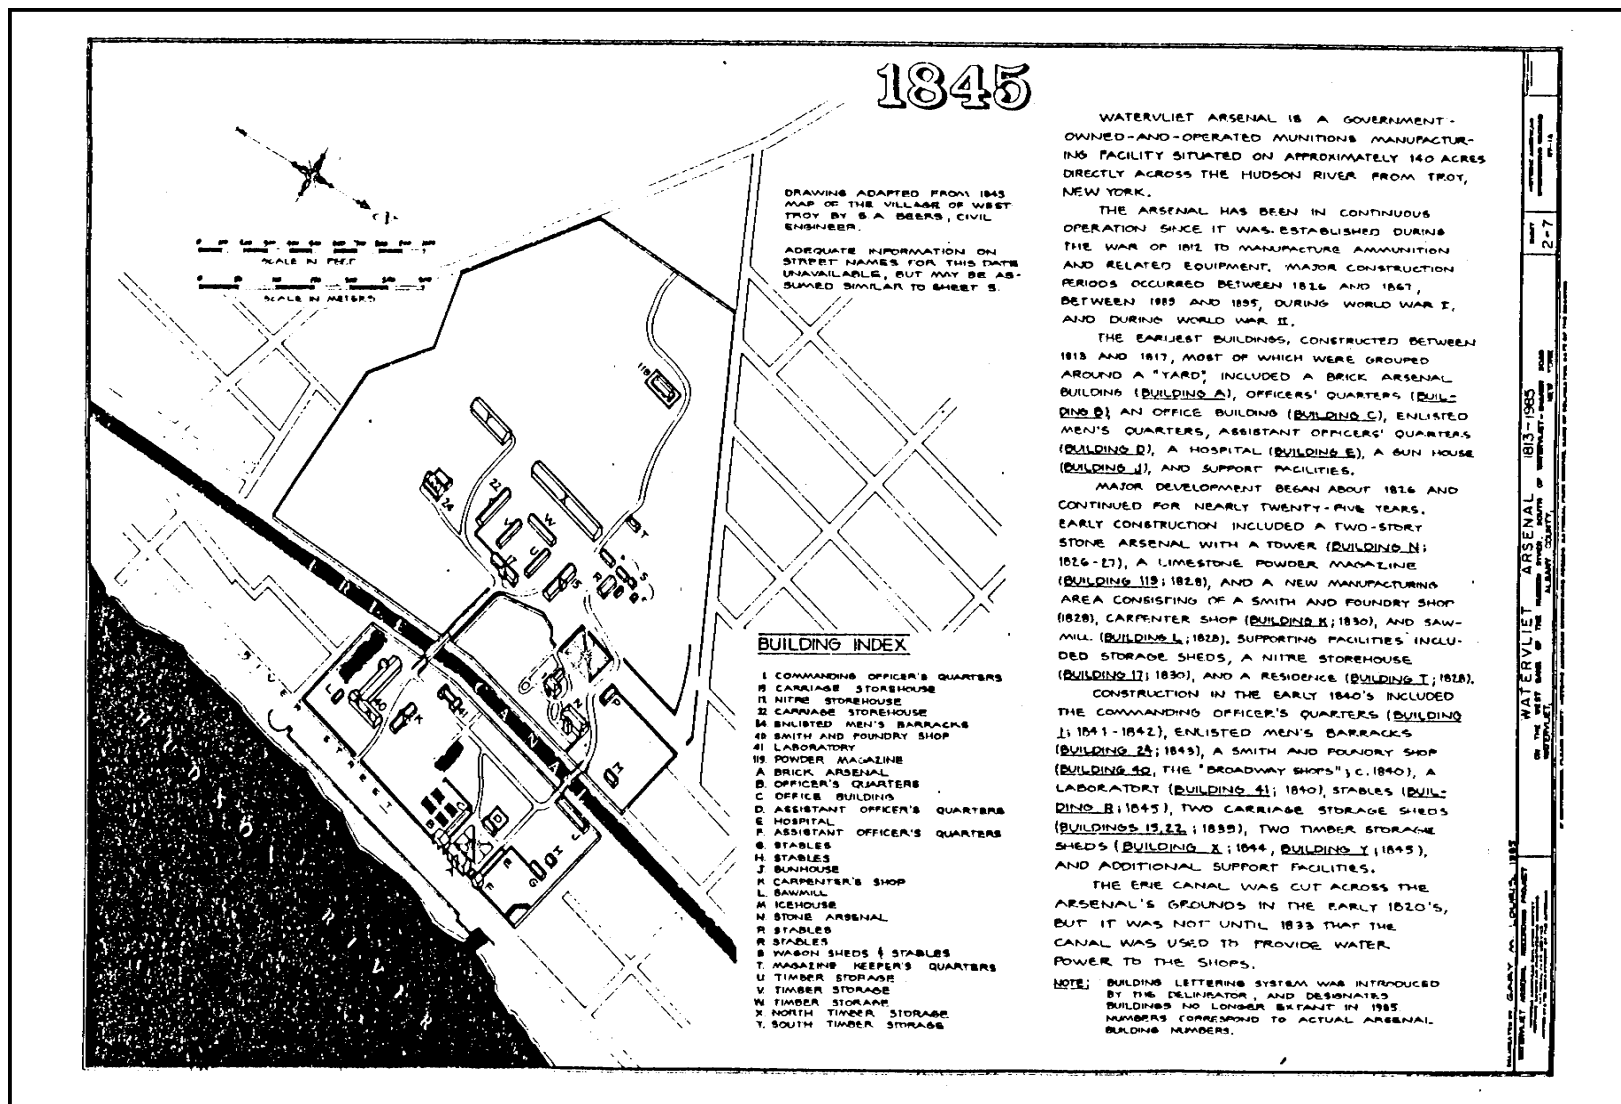 1845
DRAWING ADAPTED FROM 1845
MAP OF THE VILLAGE OF WEST
TROY BY S. A. BEERS, CIVIL
ENGINEER.
ADEQUATE INFORMATION ON
STREET NAMES FOR THIS DATE
UNAVAILABLE, BUT MAY BE AS-
SUMED SIMILAR TO SHEET 5.
SCALE IN FEET
SCALE IN METERS
WATERVLIET ARSENAL IS A GOVERNMENT-
OWNED-AND-OPERATED MUNITIONS MANUFACTUR-
ING FACILITY SITUATED ON APPROXIMATELY 140 ACRES
DIRECTLY ACROSS THE HUDSON RIVER FROM TROY,
NEW YORK.
THE ARSENAL HAS BEEN IN CONTINUOUS
OPERATION SINCE IT WAS ESTABLISHED DURING
THE WAR OF 1812 TO MANUFACTURE AMMUNITION
AND RELATED EQUIPMENT. MAJOR CONSTRUCTION
PERIODS OCCURRED BETWEEN 1826 AND 1867,
BETWEEN 1889 AND 1895, DURING WORLD WAR I,
AND DURING WORLD WAR II.
THE EARLIEST BUILDINGS, CONSTRUCTED BETWEEN
1813 AND 1817, MOST OF WHICH WERE GROUPED
AROUND A "YARD", INCLUDED A BRICK ARSENAL
BUILDING (BUILDING A), OFFICERS' QUARTERS (BUIL-
DING B), AN OFFICE BUILDING (BUILDING C), ENLISTED
MEN'S QUARTERS, ASSISTANT OFFICERS' QUARTERS
(BUILDING D), A HOSPITAL (BUILDING E), A GUN HOUSE
(BUILDING J), AND SUPPORT FACILITIES.
MAJOR DEVELOPMENT BEGAN ABOUT 1826 AND
CONTINUED FOR NEARLY TWENTY-FIVE YEARS.
EARLY CONSTRUCTION INCLUDED A TWO-STORY
STONE ARSENAL WITH A TOWER (BUILDING N;
1826-27), A LIMESTONE POWDER MAGAZINE
(BUILDING 119; 1828), AND A NEW MANUFACTURING
AREA CONSISTING OF A SMITH AND FOUNDRY SHOP
(1828), CARPENTER SHOP (BUILDING K; 1830), AND SAW-
MILL (BUILDING L; 1828). SUPPORTING FACILITIES INCLU-
DED STORAGE SHEDS, A NITRE STOREHOUSE
(BUILDING 17; 1830), AND A RESIDENCE (BUILDING T; 1828).
CONSTRUCTION IN THE EARLY 1840'S INCLUDED
THE COMMANDING OFFICER'S QUARTERS (BUILDING
1; 1841-1842), ENLISTED MEN'S BARRACKS
(BUILDING 24; 1843), A SMITH AND FOUNDRY SHOP
(BUILDING 40, THE "BROADWAY SHOPS"; C. 1840), A
LABORATORY (BUILDING 41; 1840), STABLES (BUIL-
DING R; 1845), TWO CARRIAGE STORAGE SHEDS
(BUILDINGS 15, 22; 1839), TWO TIMBER STORAGE
SHEDS (BUILDING X; 1844, BUILDING Y; 1845),
AND ADDITIONAL SUPPORT FACILITIES.
THE ERIE CANAL WAS CUT ACROSS THE
ARSENAL'S GROUNDS IN THE EARLY 1820'S,
BUT IT WAS NOT UNTIL 1833 THAT THE
CANAL WAS USED TO PROVIDE WATER
POWER TO THE SHOPS.
NOTE: BUILDING LETTERING SYSTEM WAS INTRODUCED
BY THE DELINEATOR, AND DESIGNATES
BUILDINGS NO LONGER EXTANT IN 1985
NUMBERS CORRESPOND TO ACTUAL ARSENAL
BUILDING NUMBERS.
BUILDING INDEX
1 COMMANDING OFFICER'S QUARTERS
15 CARRIAGE STOREHOUSE
17 NITRE STOREHOUSE
22 CARRIAGE STOREHOUSE
24 ENLISTED MEN'S BARRACKS
40 SMITH AND FOUNDRY SHOP
41 LABORATORY
119. POWDER MAGAZINE
A BRICK ARSENAL
B. OFFICER'S QUARTERS
C OFFICE BUILDING
D. ASSISTANT OFFICER'S QUARTERS
E HOSPITAL
F. ASSISTANT OFFICER'S QUARTERS
G. STABLES
H. STABLES
J GUNHOUSE
K CARPENTER'S SHOP
L. SAWMILL
M ICEHOUSE
N STONE ARSENAL
P STABLES
R STABLES
S WAGON SHEDS & STABLES
T. MAGAZINE KEEPER'S QUARTERS
U TIMBER STORAGE
V. TIMBER STORAGE
W TIMBER STORAGE
X NORTH TIMBER STORAGE
Y. SOUTH TIMBER STORAGE
ERIE CANAL
RIVER STREET
HUDSON RIVER
2-7
WATERVLIET ARSENAL 1813-1985
ALBANY COUNTY,
NEW YORK